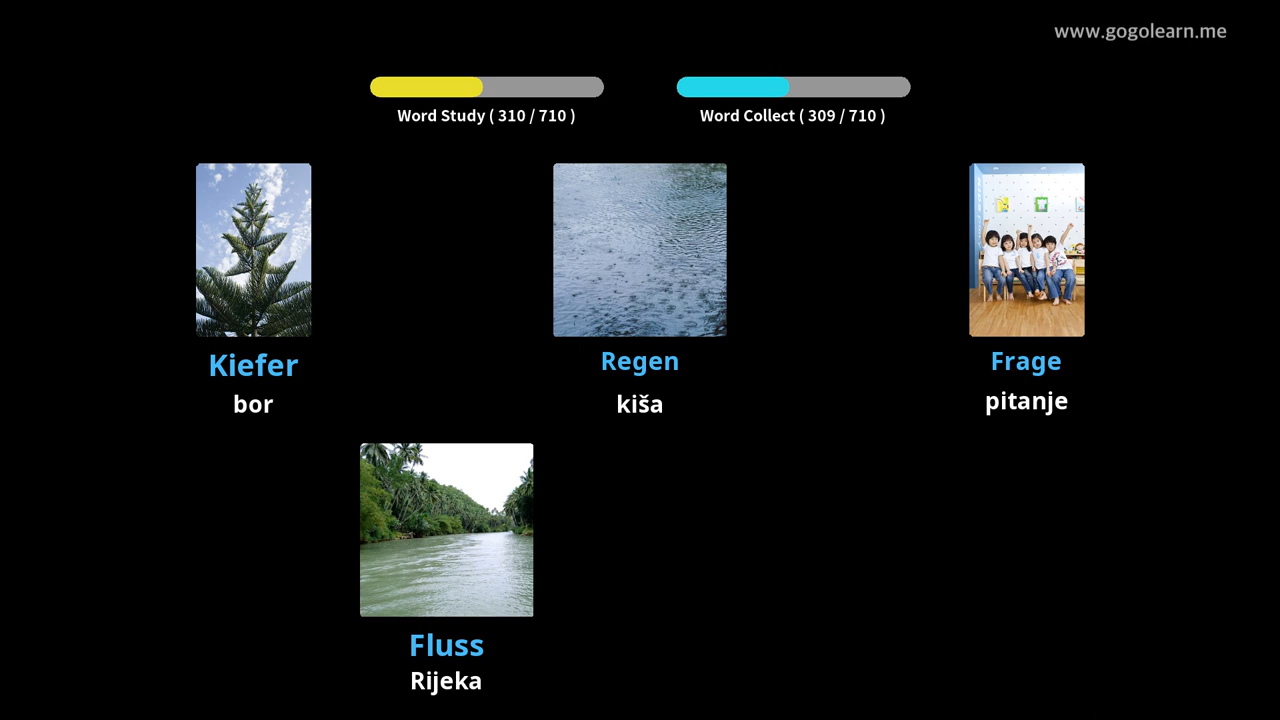 www.gogolearn.me
Word Study ( 310 / 710 )
Word Collect ( 309 / 710 )
Kiefer
bor
Regen
kiša
Frage
pitanje
Fluss
Rijeka